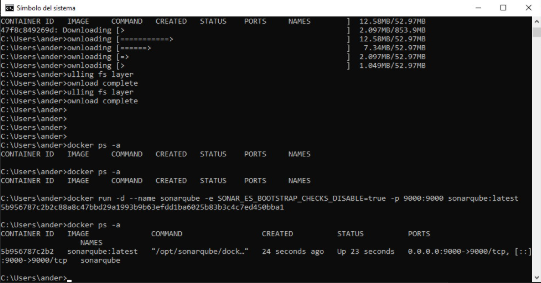 Símbolo del sistema
CONTAINER ID   IMAGE     COMMAND   CREATED   STATUS    PORTS     NAMES          ]  12.58MB/52.97MB
47f8c849269d: Downloading [>                                                  ]  2.097MB/853.9MB
C:\Users\ander>ownloading [===========>                                       ]  12.58MB/52.97MB
C:\Users\ander>ownloading [======>                                            ]   7.34MB/52.97MB
C:\Users\ander>ownloading [=>                                                 ]  2.097MB/52.97MB
C:\Users\ander>ownloading [>                                                  ]  1.049MB/52.97MB
C:\Users\ander>ulling fs layer
C:\Users\ander>ownload complete
C:\Users\ander>ulling fs layer
C:\Users\ander>ownload complete
C:\Users\ander>
C:\Users\ander>
C:\Users\ander>
C:\Users\ander>docker ps -a
CONTAINER ID   IMAGE     COMMAND   CREATED   STATUS    PORTS     NAMES
C:\Users\ander>docker ps -a
CONTAINER ID   IMAGE     COMMAND   CREATED   STATUS    PORTS     NAMES
C:\Users\ander>docker run -d --name sonarqube -e SONAR_ES_BOOTSTRAP_CHECKS_DISABLE=true -p 9000:9000 sonarqube:latest
C:\Users\ander>docker ps -a
CONTAINER ID   IMAGE              COMMAND                  CREATED          STATUS          PORTS
NAMES
5b956787c2b2   sonarqube:latest   "/opt/sonarqube/dock…"   24 seconds ago   Up 23 seconds   0.0.0.0:9000->9000/tcp, [::]
:9000->9000/tcp   sonarqube
C:\Users\ander>